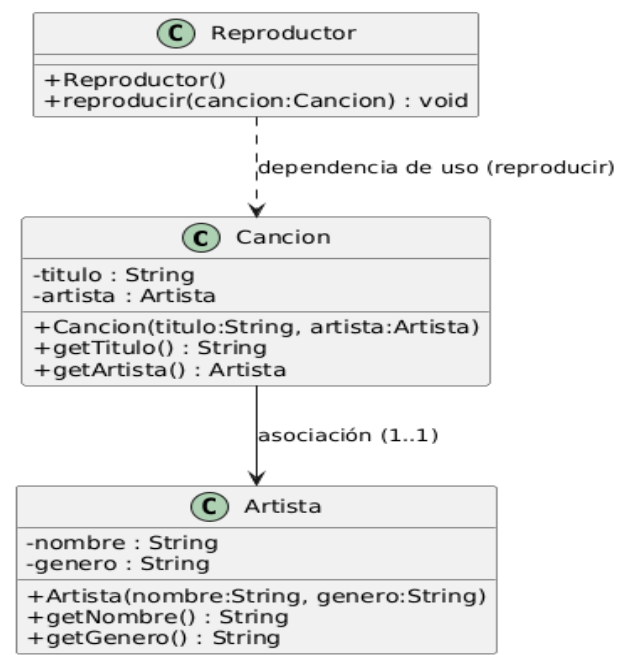 C Reproductor
+Reproductor()
+reproducir(cancion:Cancion) : void
dependencia de uso (reproducir)
C Cancion
-titulo : String
-artista : Artista
+Cancion(titulo:String, artista:Artista)
+getTitulo() : String
+getArtista() : Artista
asociación (1..1)
C Artista
-nombre : String
-genero : String
+Artista(nombre:String, genero:String)
+getNombre() : String
+getGenero() : String